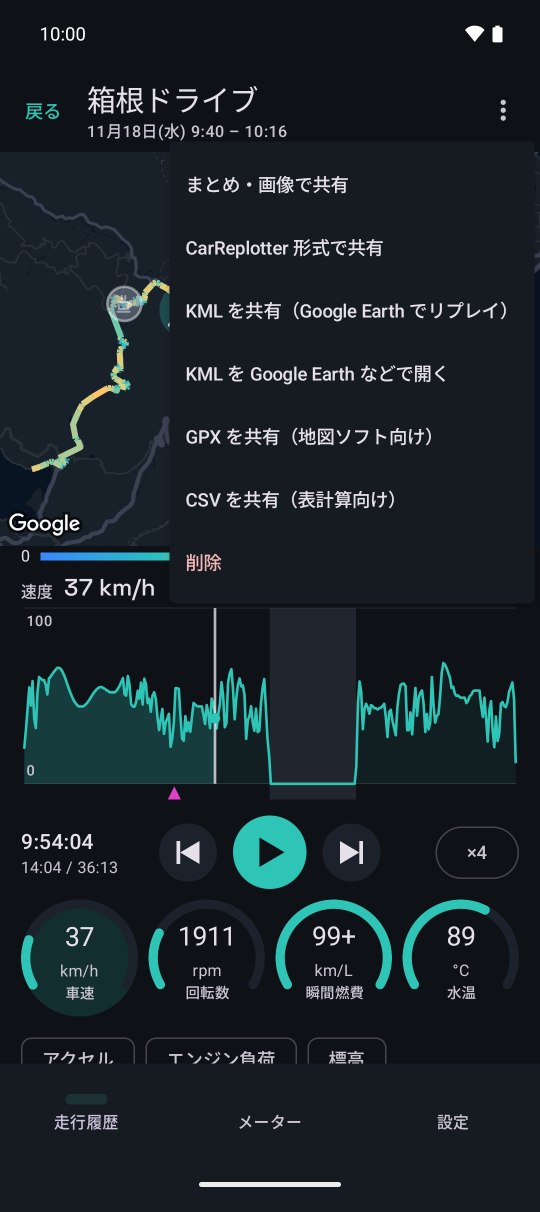 10:00
戻る
箱根ドライブ
11月18日(水) 9:40 – 10:16
まとめ・画像で共有
CarReplotter 形式で共有
KML を共有（Google Earth でリプレイ）
KML を Google Earth などで開く
GPX を共有（地図ソフト向け）
CSV を共有（表計算向け）
削除
Google
0
速度 37 km/h
100
0
9:54:04
14:04 / 36:13
×4
37
km/h
車速
1911
rpm
回転数
99+
km/L
瞬間燃費
89
°C
水温
アクセル
エンジン負荷
標高
走行履歴
メーター
設定